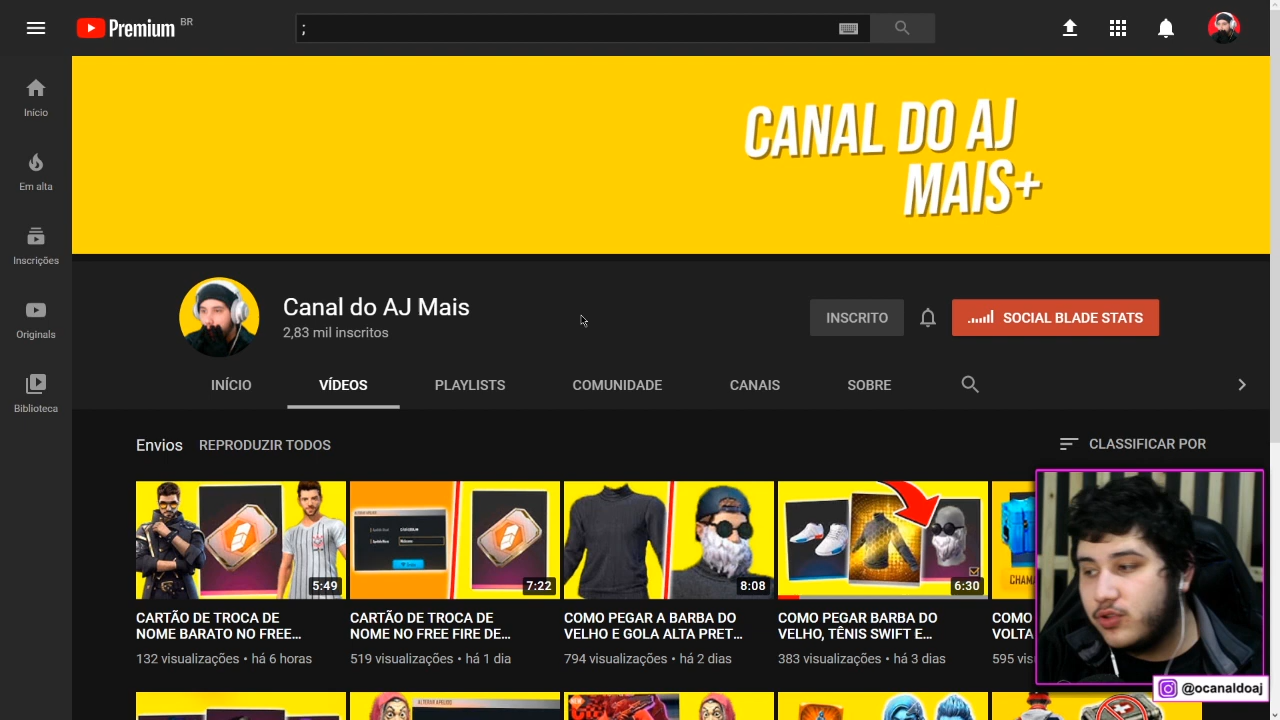 Premium BR
;
Início
Em alta
Inscrições
Originals
Biblioteca
CANAL DO AJ
MAIS+
Canal do AJ Mais
2,83 mil inscritos
INSCRITO
SOCIAL BLADE STATS
INÍCIO
VÍDEOS
PLAYLISTS
COMUNIDADE
CANAIS
SOBRE
Envios
REPRODUZIR TODOS
CLASSIFICAR POR
5:49
7:22
8:08
6:30
CHAMA
CARTÃO DE TROCA DE
NOME BARATO NO FREE...
132 visualizações • há 6 horas
CARTÃO DE TROCA DE
NOME NO FREE FIRE DE...
519 visualizações • há 1 dia
COMO PEGAR A BARBA DO
VELHO E GOLA ALTA PRET...
794 visualizações • há 2 dias
COMO PEGAR BARBA DO
VELHO, TÊNIS SWIFT E...
383 visualizações • há 3 dias
COMO
VOLTA
595 vis
@ocanaldoaj